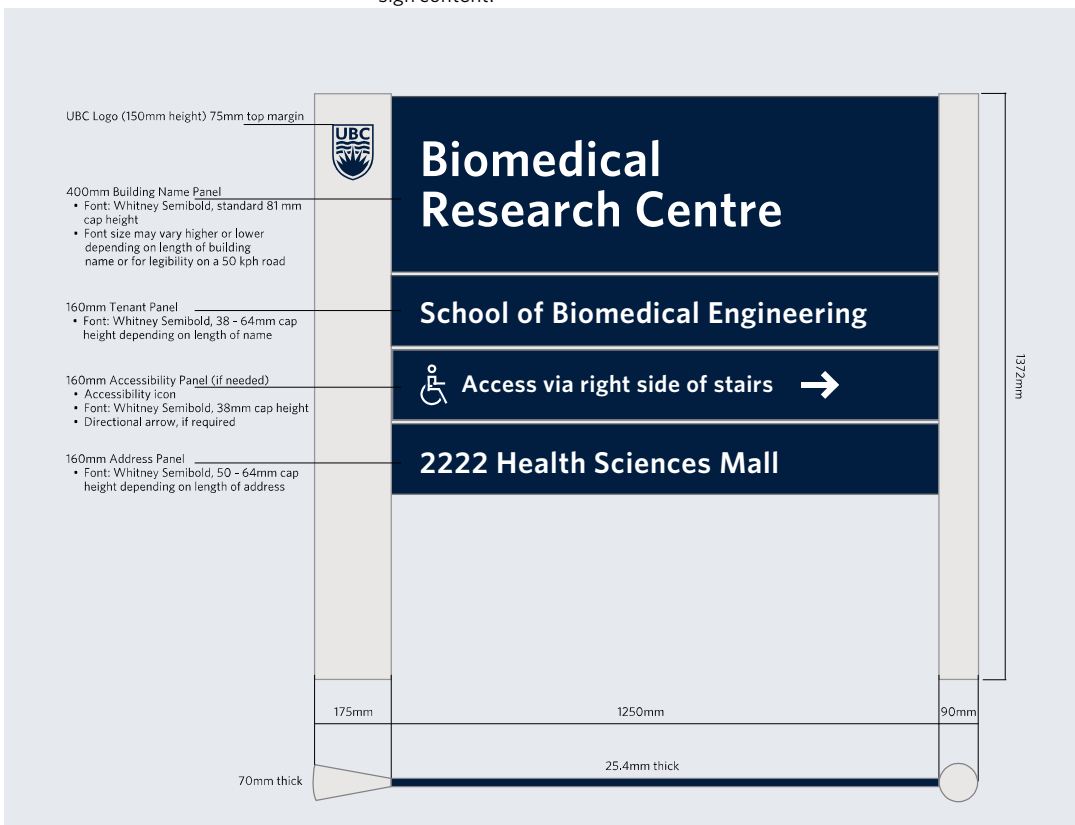 sign content.
UBC Logo (150mm height) 75mm top margin
UBC
Biomedical
Research Centre
400mm Building Name Panel
• Font: Whitney Semibold, standard 81 mm
cap height
• Font size may vary higher or lower
depending on length of building
name or for legibility on a 50 kph road
160mm Tenant Panel
• Font: Whitney Semibold, 38 – 64mm cap
height depending on length of name
School of Biomedical Engineering
160mm Accessibility Panel (if needed)
• Accessibility icon
• Font: Whitney Semibold, 38mm cap height
• Directional arrow, if required
Access via right side of stairs
160mm Address Panel
• Font: Whitney Semibold, 50 – 64mm cap
height depending on length of address
2222 Health Sciences Mall
1372mm
175mm
1250mm
90mm
25.4mm thick
70mm thick